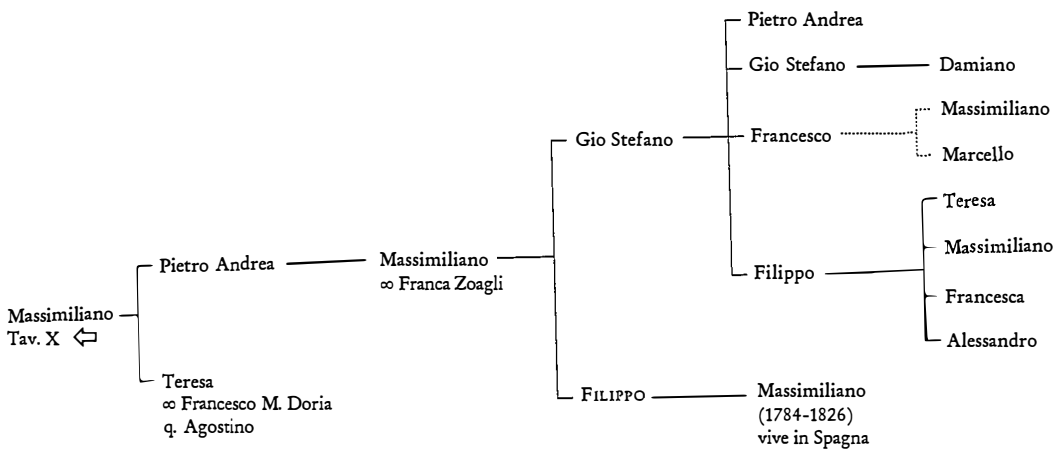 Pietro Andrea
Gio Stefano
Damiano
Massimiliano
Gio Stefano
Francesco
Marcello
Teresa
Pietro Andrea
Massimiliano
∞ Franca Zoagli
Massimiliano
Filippo
Massimiliano
Tav. X
Francesca
Alessandro
Teresa
∞ Francesco M. Doria
q. Agostino
FILIPPO
Massimiliano
(1784-1826)
vive in Spagna